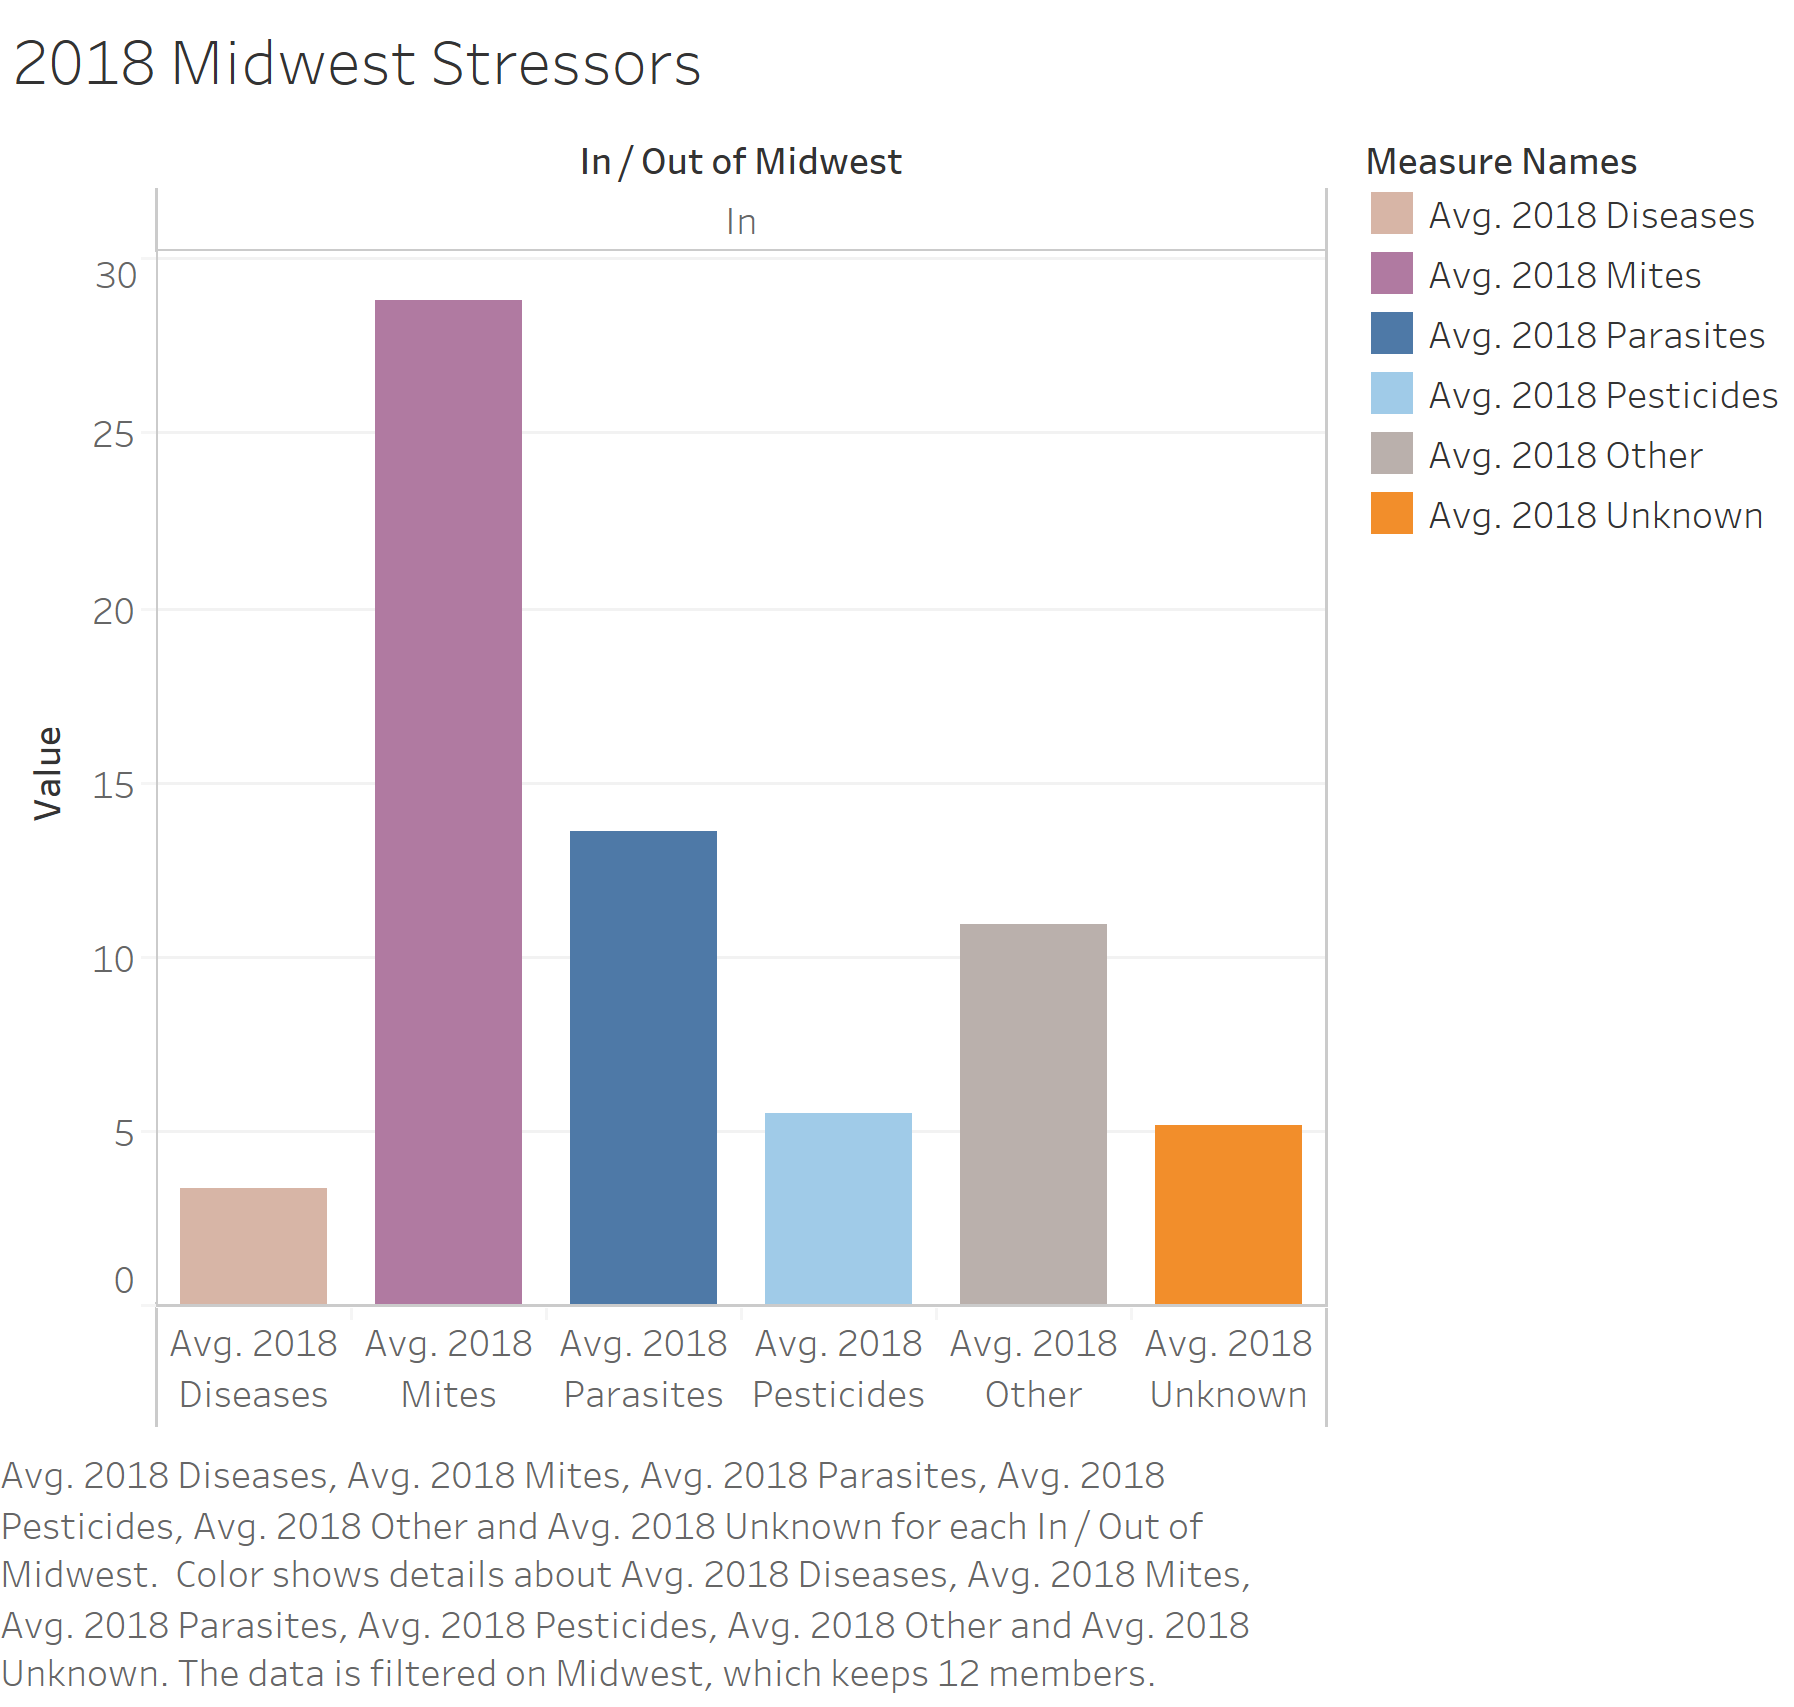 2018 Midwest Stressors
In / Out of Midwest
In
30
25
20
15
10
5
0
Value
Avg. 2018 Diseases
Avg. 2018 Mites
Avg. 2018 Parasites
Avg. 2018 Pesticides
Avg. 2018 Other
Avg. 2018 Unknown
Measure Names
Avg. 2018 Diseases
Avg. 2018 Mites
Avg. 2018 Parasites
Avg. 2018 Pesticides
Avg. 2018 Other
Avg. 2018 Unknown
Avg. 2018 Diseases, Avg. 2018 Mites, Avg. 2018 Parasites, Avg. 2018
Pesticides, Avg. 2018 Other and Avg. 2018 Unknown for each In / Out of
Midwest.  Color shows details about Avg. 2018 Diseases, Avg. 2018 Mites,
Avg. 2018 Parasites, Avg. 2018 Pesticides, Avg. 2018 Other and Avg. 2018
Unknown. The data is filtered on Midwest, which keeps 12 members.